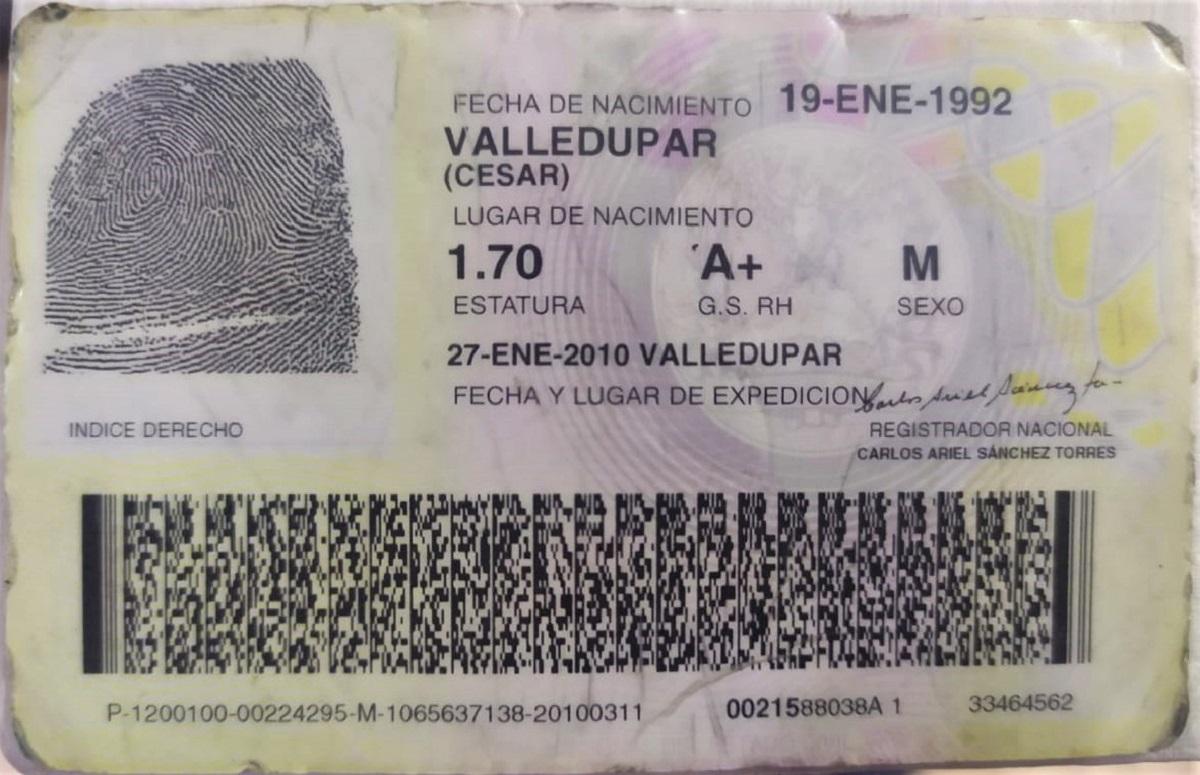 FECHA DE NACIMIENTO 19-ENE-1992
VALLEDUPAR
(CESAR)
LUGAR DE NACIMIENTO
1.70 A+ M
ESTATURA G.S. RH SEXO
27-ENE-2010 VALLEDUPAR
FECHA Y LUGAR DE EXPEDICION
INDICE DERECHO
Carlos Ariel Sánchez To
REGISTRADOR NACIONAL
CARLOS ARIEL SÁNCHEZ TORRES
P-1200100-00224295-M-1065637138-20100311 0021588038A 1 33464562